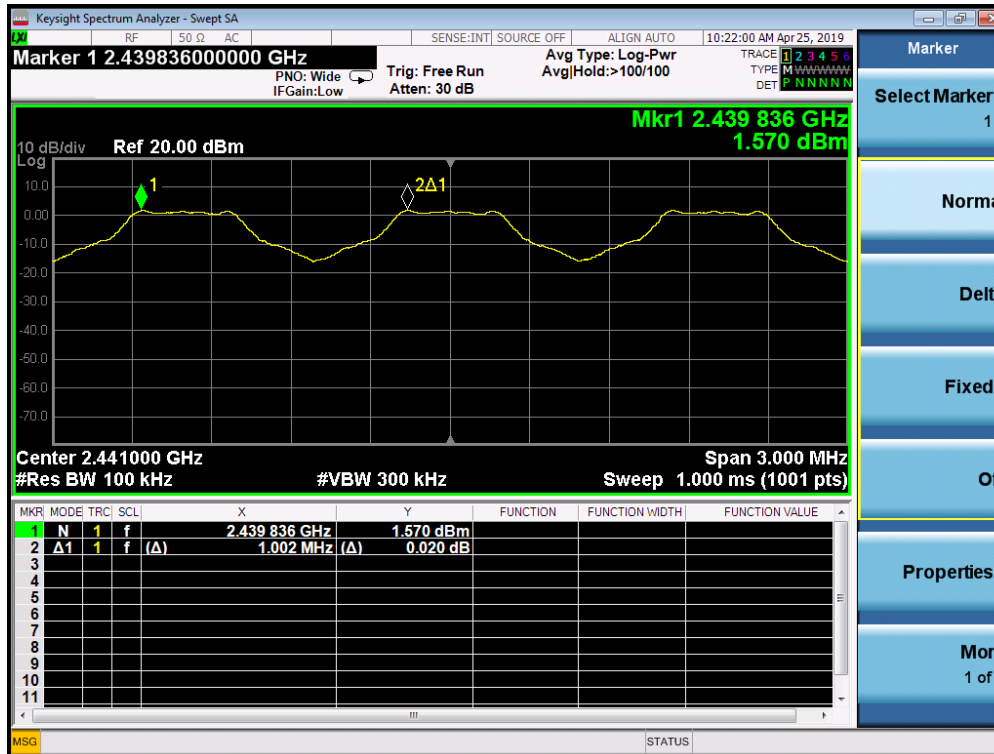 Keysight Spectrum Analyzer - Swept SA
LXI RF 50 Ω AC SENSE:INT SOURCE OFF ALIGN AUTO 10:22:00 AM Apr 25, 2019
Marker 1 2.439836000000 GHz
PNO: Wide
IFGain:Low
Trig: Free Run
Atten: 30 dB
Avg Type: Log-Pwr
Avg|Hold:>100/100
TRACE 1 2 3 4 5 6
TYPE M WWWWW
DET P N N N N N
Mkr1 2.439 836 GHz
1.570 dBm
10 dB/div Ref 20.00 dBm
Log
10.0
0.00
-10.0
-20.0
-30.0
-40.0
-50.0
-60.0
-70.0
1
2Δ1
Center 2.441000 GHz Span 3.000 MHz
#Res BW 100 kHz #VBW 300 kHz Sweep 1.000 ms (1001 pts)
MKR MODE TRC SCL X Y FUNCTION FUNCTION WIDTH FUNCTION VALUE
1 N 1 f 2.439 836 GHz 1.570 dBm
2 Δ1 1 f (Δ) 1.002 MHz (Δ) 0.020 dB
3
4
5
6
7
8
9
10
11
MSG STATUS
Marker
Select Marker
1
Norma
Delt
Fixed
O
Properties
Mor
1 of